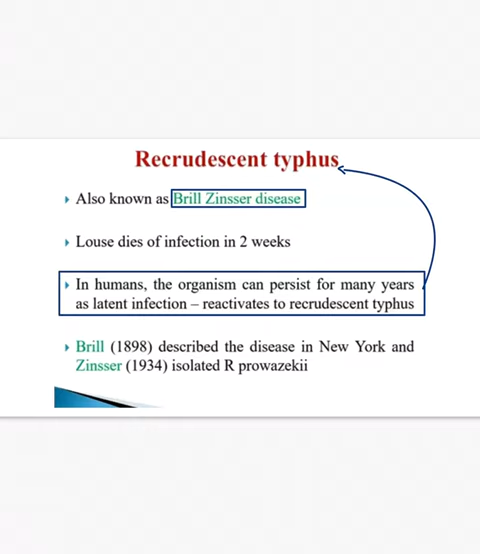 Recrudescent typhus
Also known as Brill Zinsser disease
Louse dies of infection in 2 weeks
In humans, the organism can persist for many years
as latent infection – reactivates to recrudescent typhus
Brill (1898) described the disease in New York and
Zinsser (1934) isolated R prowazekii